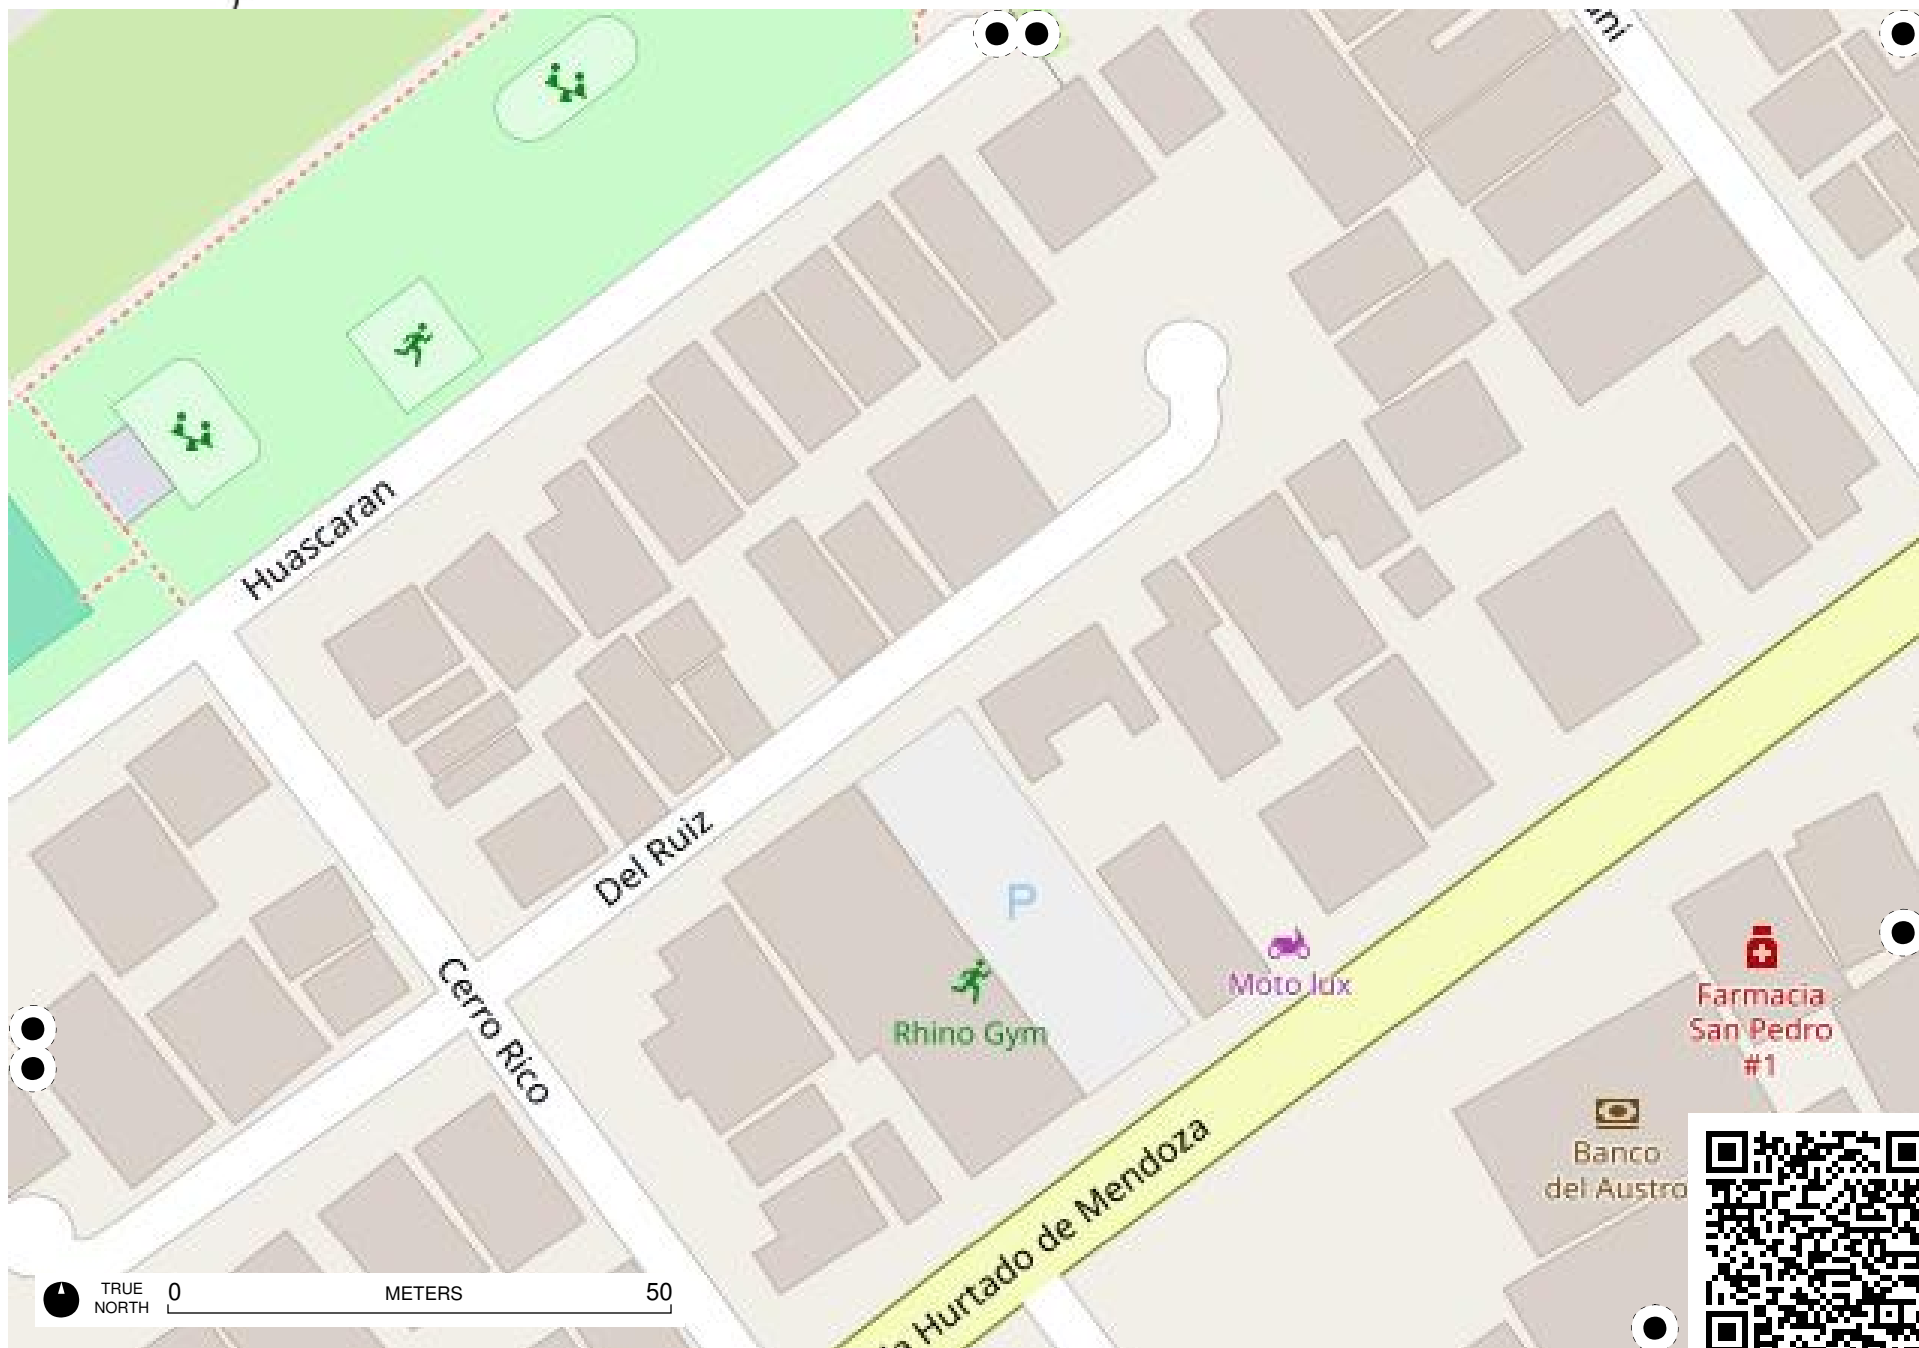 Huascaran
Del Ruiz
Cerro Rico
P
Rhino Gym
Moto lux
Farmacia
San Pedro
#1
Banco
del Austro
Hurtado de Mendoza
TRUE
NORTH
0
METERS
50